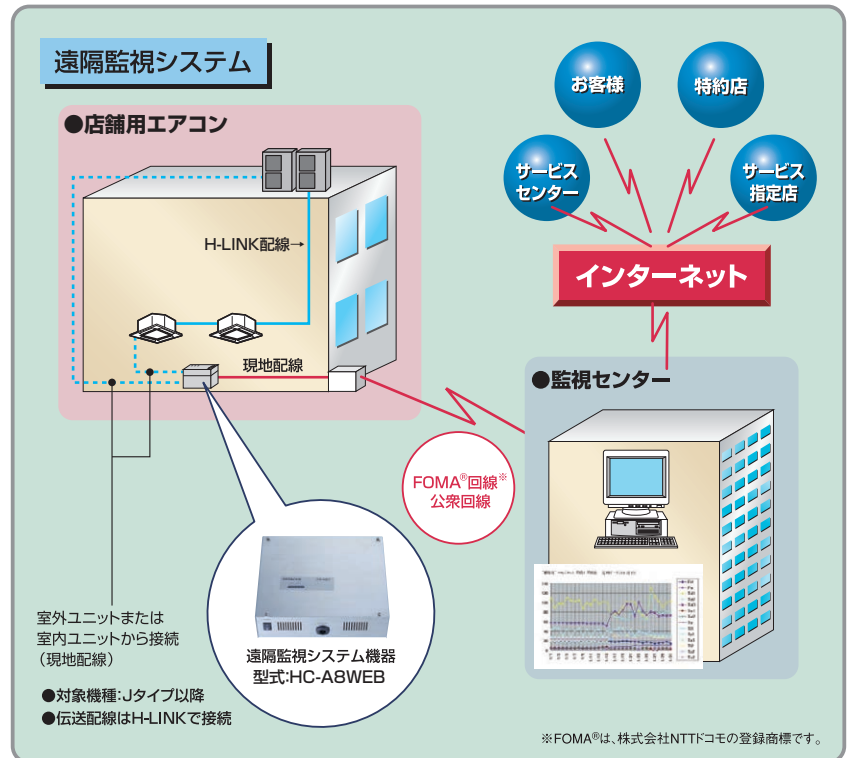 遠隔監視システム
●店舗用エアコン
H-LINK配線→
現地配線
お客様
特約店
サービス
センター
サービス
指定店
インターネット
●監視センター
FOMA®回線※
公衆回線
遠隔監視システム機器
型式:HC-A8WEB
室外ユニットまたは
室内ユニットから接続
（現地配線）
●対象機種:Jタイプ以降
●伝送配線はH-LINKで接続
※FOMA®は、株式会社NTTドコモの登録商標です。